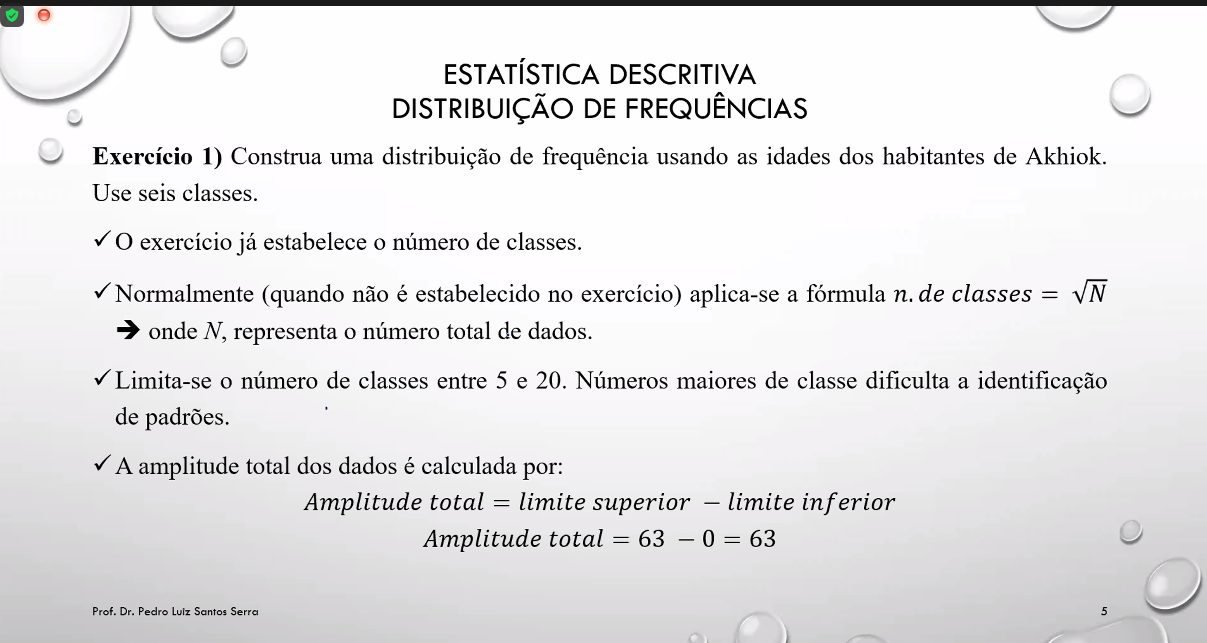 ESTATÍSTICA DESCRITIVA
DISTRIBUIÇÃO DE FREQUÊNCIAS
Exercício 1) Construa uma distribuição de frequência usando as idades dos habitantes de Akhiok.
Use seis classes.
✓ O exercício já estabelece o número de classes.
✓ Normalmente (quando não é estabelecido no exercício) aplica-se a fórmula n. de classes = √N
➔ onde N, representa o número total de dados.
✓ Limita-se o número de classes entre 5 e 20. Números maiores de classe dificulta a identificação
de padrões.
✓ A amplitude total dos dados é calculada por:
Amplitude total = limite superior − limite inferior
Amplitude total = 63 − 0 = 63
Prof. Dr. Pedro Luiz Santos Serra 5